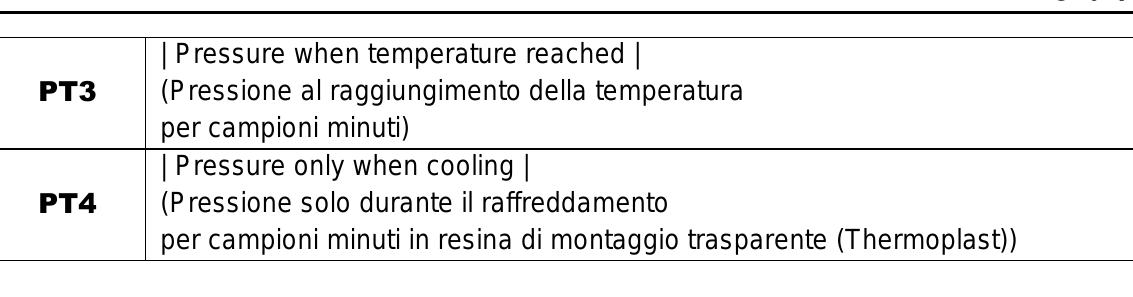 | Pressure when temperature reached |
PT3
(Pressione al raggiungimento della temperatura
per campioni minuti)
| Pressure only when cooling |
PT4
(Pressione solo durante il raffreddamento
per campioni minuti in resina di montaggio trasparente (Thermoplast))